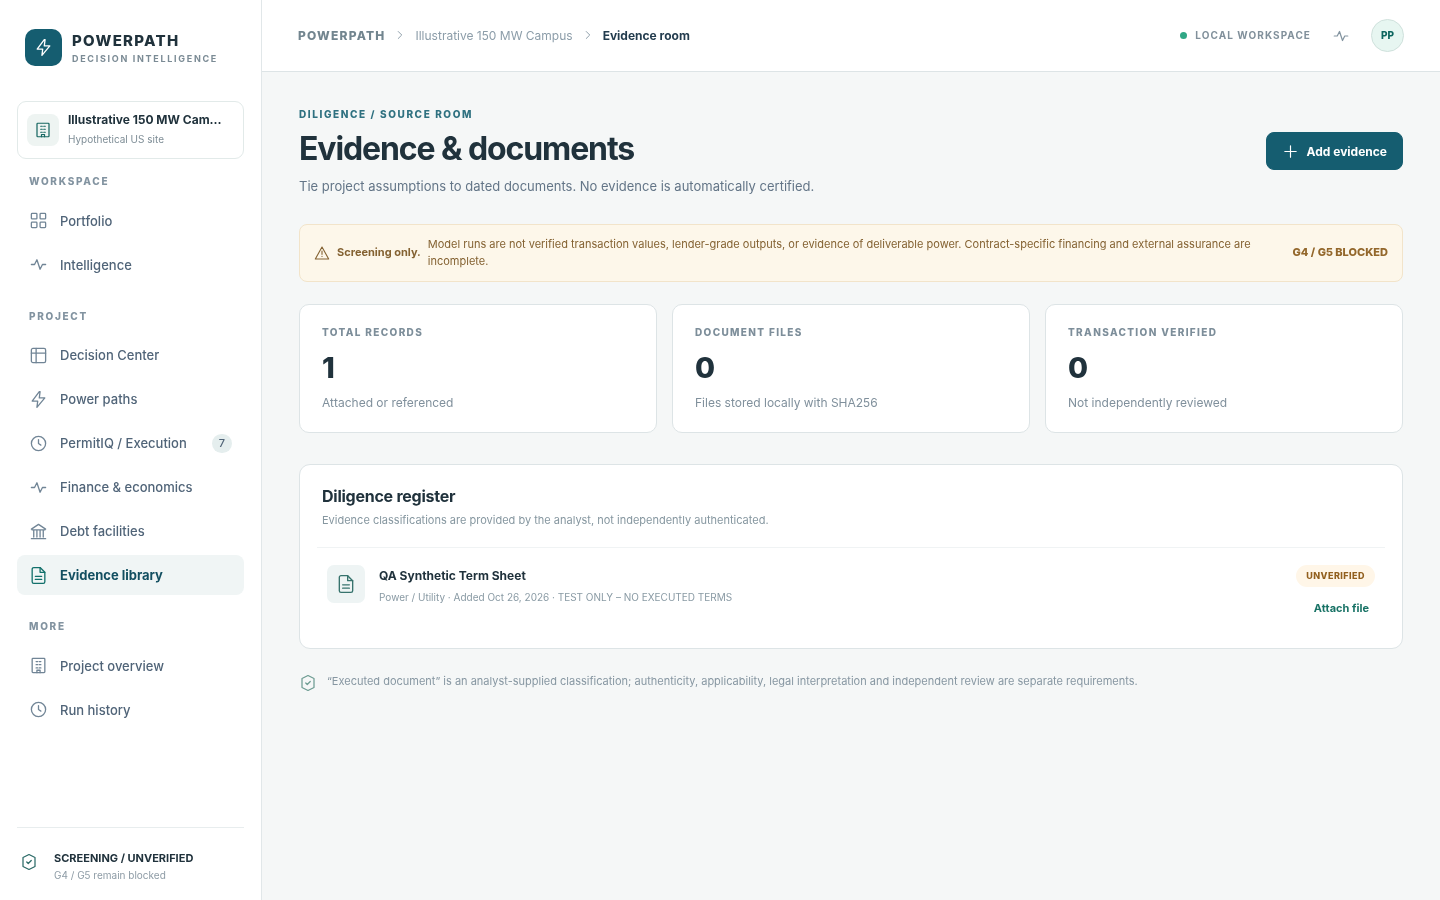 POWERPATH
DECISION INTELLIGENCE
Illustrative 150 MW Cam...
Hypothetical US site
WORKSPACE
Portfolio
Intelligence
PROJECT
Decision Center
Power paths
PermitIQ / Execution 7
Finance & economics
Debt facilities
Evidence library
MORE
Project overview
Run history
SCREENING / UNVERIFIED
G4 / G5 remain blocked
POWERPATH > Illustrative 150 MW Campus > Evidence room
LOCAL WORKSPACE
PP
DILIGENCE / SOURCE ROOM
Evidence & documents
Tie project assumptions to dated documents. No evidence is automatically certified.
Add evidence
Screening only. Model runs are not verified transaction values, lender-grade outputs, or evidence of deliverable power. Contract-specific financing and external assurance are
incomplete.
G4 / G5 BLOCKED
TOTAL RECORDS
1
Attached or referenced
DOCUMENT FILES
0
Files stored locally with SHA256
TRANSACTION VERIFIED
0
Not independently reviewed
Diligence register
Evidence classifications are provided by the analyst, not independently authenticated.
QA Synthetic Term Sheet
Power / Utility · Added Oct 26, 2026 · TEST ONLY – NO EXECUTED TERMS
UNVERIFIED
Attach file
“Executed document” is an analyst-supplied classification; authenticity, applicability, legal interpretation and independent review are separate requirements.